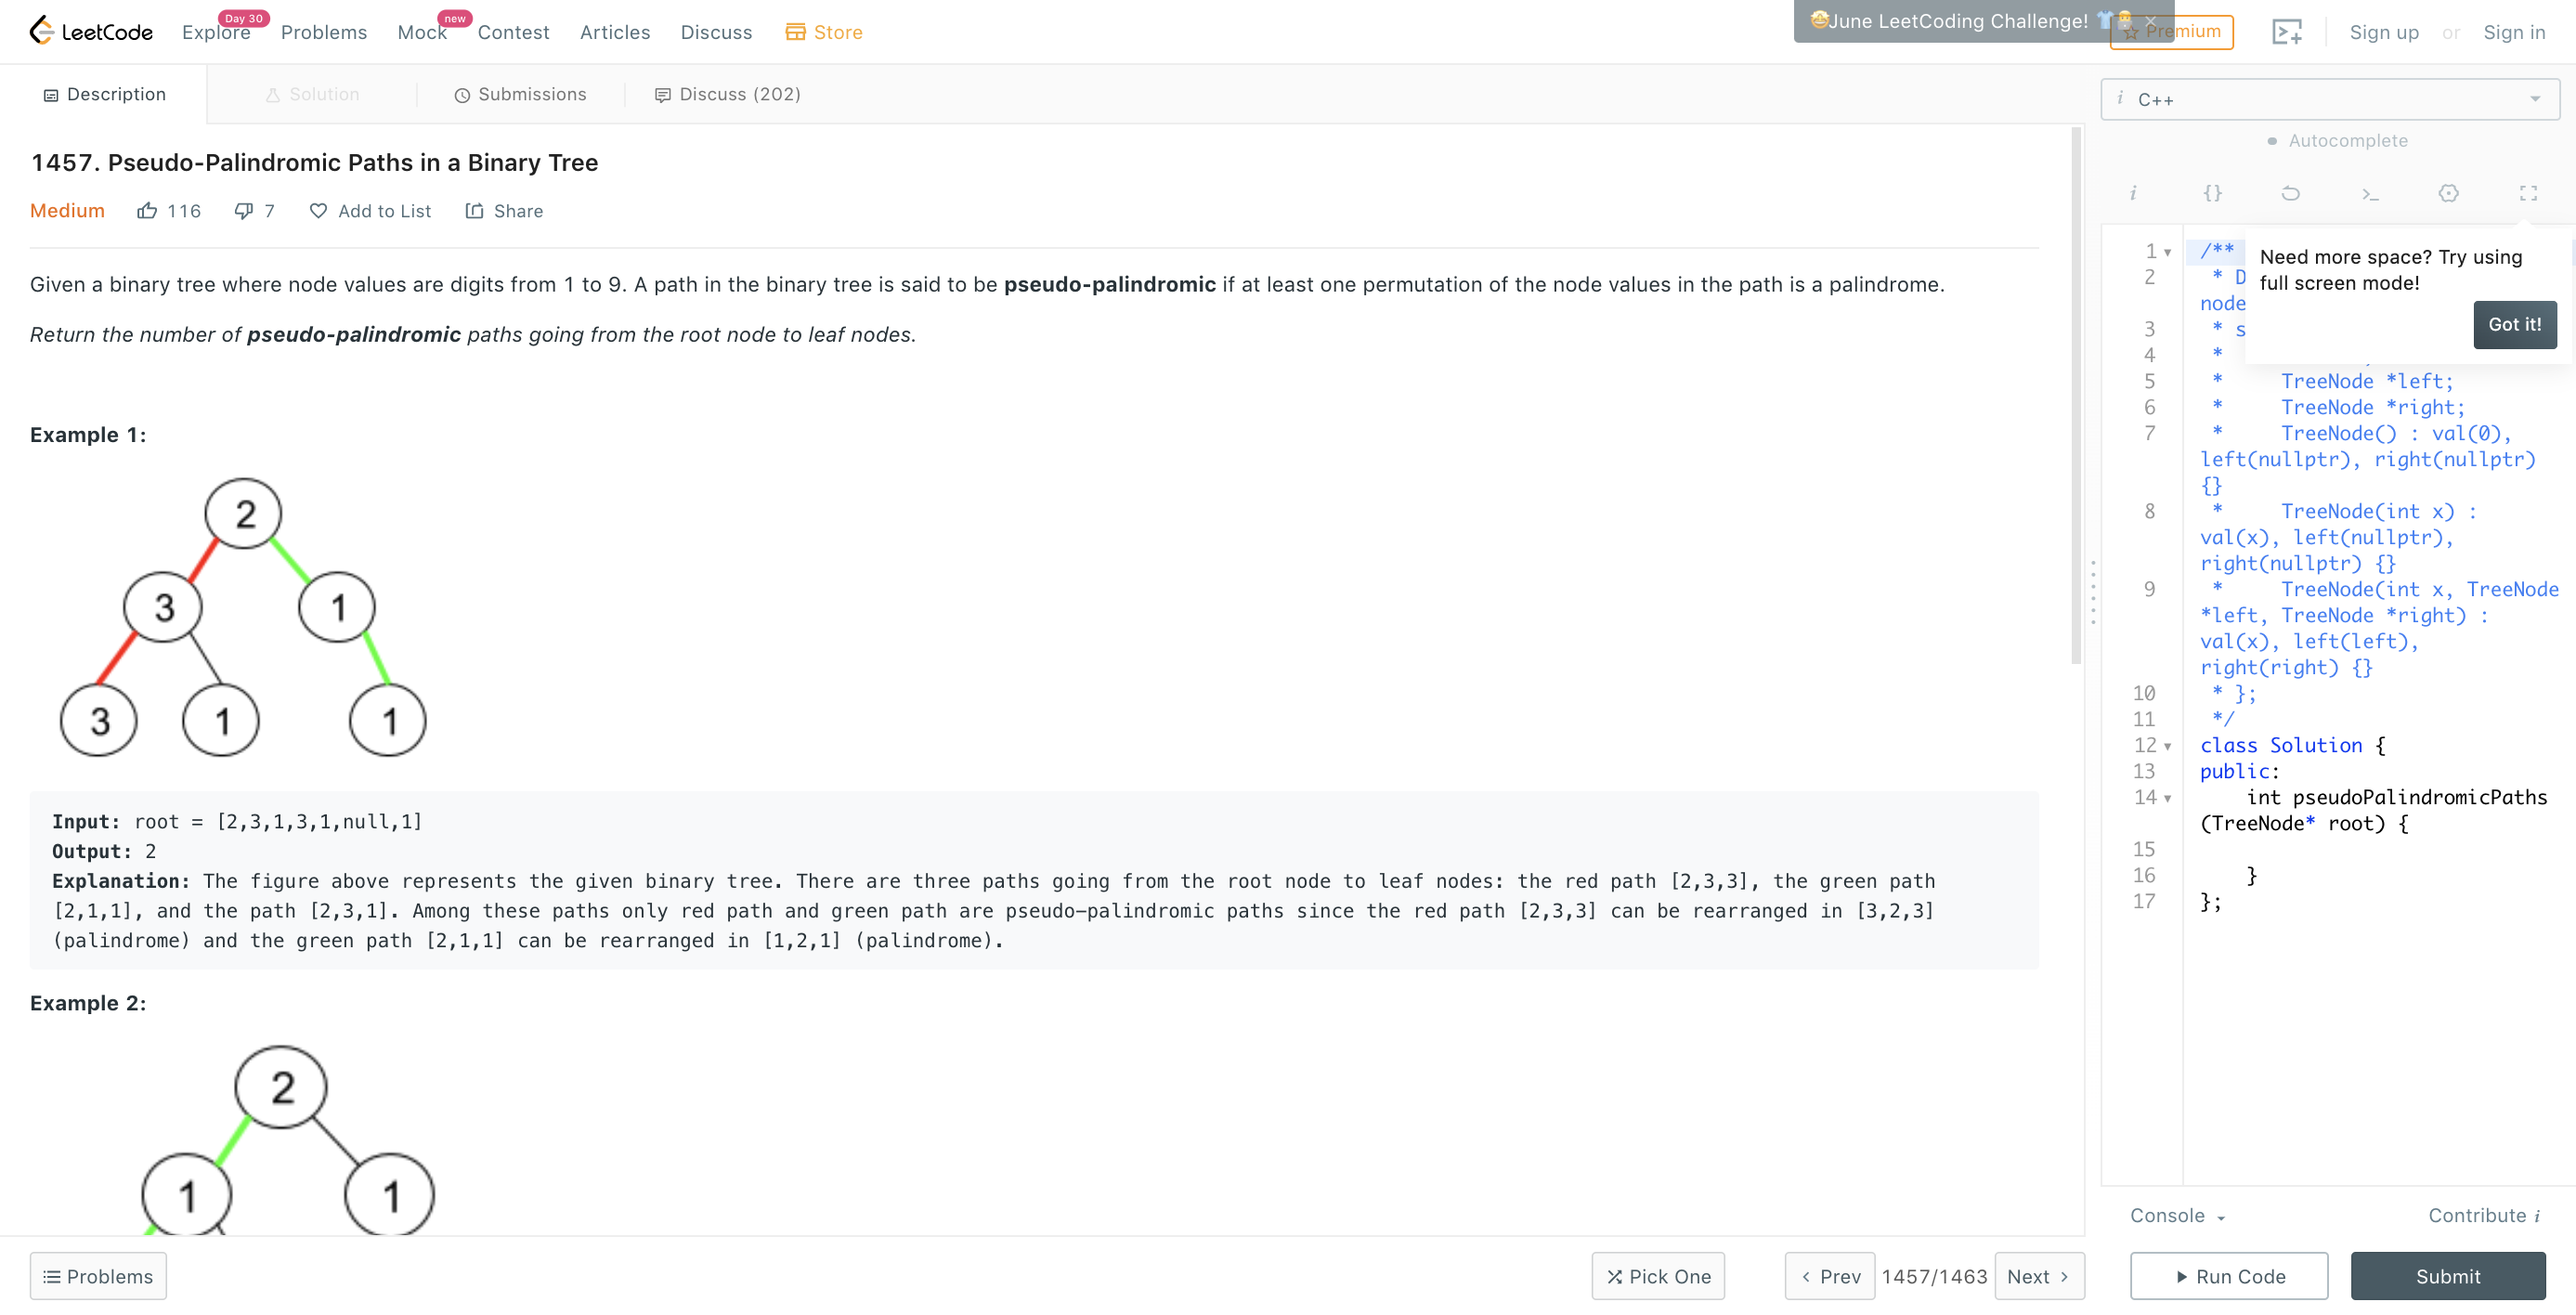 LeetCode
Explore
Day 30
Problems
Mock
new
Contest
Articles
Discuss
Store
June LeetCoding Challenge!
Premium
Sign up or Sign in
Description
Solution
Submissions
Discuss (202)
1457. Pseudo-Palindromic Paths in a Binary Tree
Medium 116 7 Add to List Share
Given a binary tree where node values are digits from 1 to 9. A path in the binary tree is said to be pseudo-palindromic if at least one permutation of the node values in the path is a palindrome.
Return the number of pseudo-palindromic paths going from the root node to leaf nodes.
Example 1:
2
3 1
3 1 1
Input: root = [2,3,1,3,1,null,1]
Output: 2
Explanation: The figure above represents the given binary tree. There are three paths going from the root node to leaf nodes: the red path [2,3,3], the green path
[2,1,1], and the path [2,3,1]. Among these paths only red path and green path are pseudo-palindromic paths since the red path [2,3,3] can be rearranged in [3,2,3]
(palindrome) and the green path [2,1,1] can be rearranged in [1,2,1] (palindrome).
Example 2:
2
1 1
Problems
Pick One
Prev
1457/1463
Next
i C++
Autocomplete
i {} >_
Need more space? Try using
full screen mode!
Got it!
1 /**
2 * D
node
3 * s
4 *
5 * TreeNode *left;
6 * TreeNode *right;
7 * TreeNode() : val(0),
left(nullptr), right(nullptr)
{}
8 * TreeNode(int x) :
val(x), left(nullptr),
right(nullptr) {}
9 * TreeNode(int x, TreeNode
*left, TreeNode *right) :
val(x), left(left),
right(right) {}
10 * };
11 */
12 class Solution {
13 public:
14 int pseudoPalindromicPaths
(TreeNode* root) {
15
16 }
17 };
Console
Contribute i
Run Code
Submit